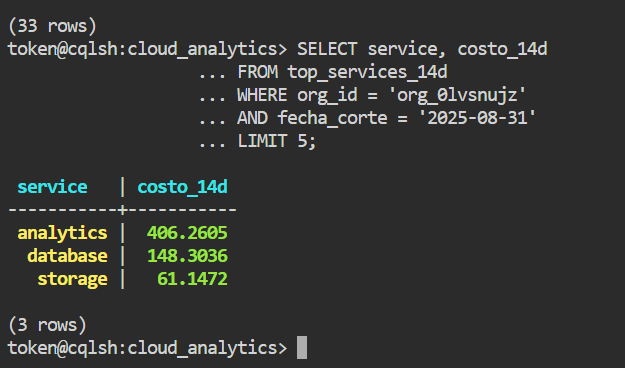 (33 rows)
token@cqlsh:cloud_analytics> SELECT service, costo_14d
                   ... FROM top_services_14d
                   ... WHERE org_id = 'org_0lvsnujz'
                   ... AND fecha_corte = '2025-08-31'
                   ... LIMIT 5;

 service   | costo_14d
-----------+-----------
 analytics |  406.2605
  database |  148.3036
   storage |   61.1472

(3 rows)
token@cqlsh:cloud_analytics>